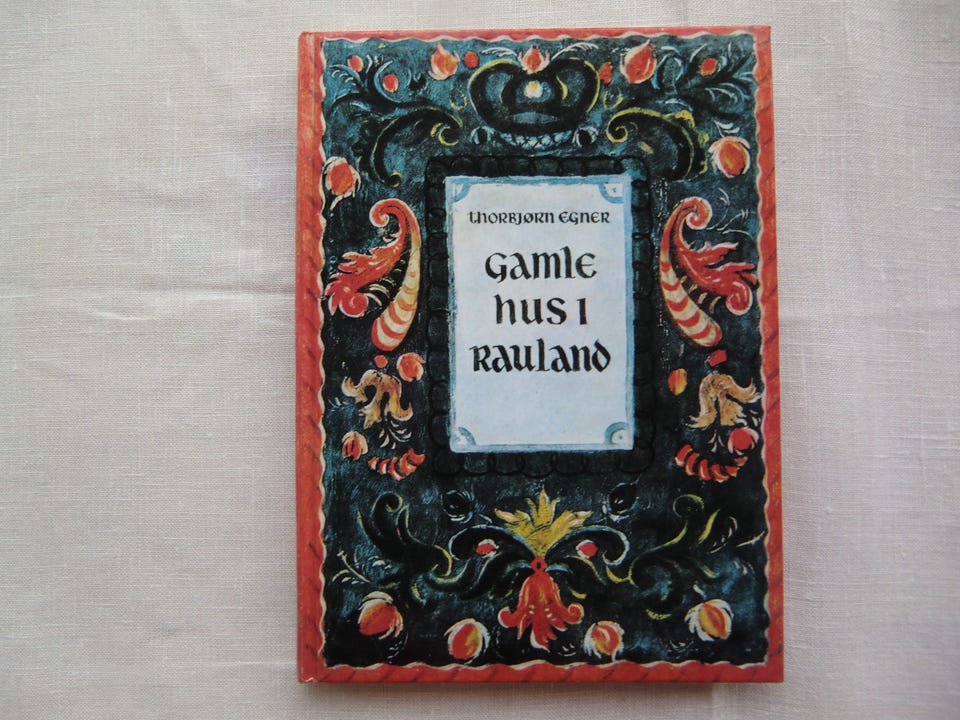 Thorbjørn Egner
Gamle
hus i
Rauland